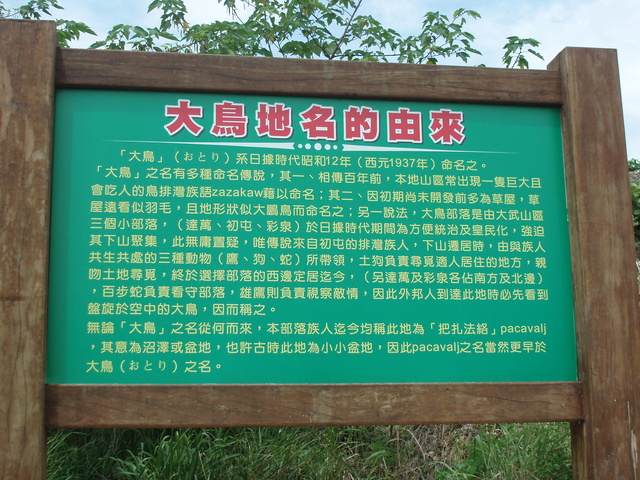 大鳥地名的由來
「大鳥」（おとり）系日據時代昭和12年（西元1937年）命名之。
「大鳥」之名有多種命名傳說，其一、相傳百年前，本地山區常出現一隻巨大且
會吃人的鳥排灣族語zazakaw藉以命名；其二、因初期尚未開發前多為草屋，草
屋遠看似羽毛，且地形狀似大鵬鳥而命名之；另一說法，大鳥部落是由大武山區
三個小部落，（達萬、初屯、彩泉）於日據時代期間為方便統治及皇民化，強迫
其下山聚集，此無庸置疑，唯傳說來自初屯的排灣族人，下山遷居時，由與族人
共生共處的三種動物（鷹、狗、蛇）所帶領，土狗負責尋覓適人居住的地方，親
吻土地尋覓，終於選擇部落的西邊定居迄今，（另達萬及彩泉各佔南方及北邊）
，百步蛇負責看守部落，雄鷹則負責視察敵情，因此外邦人到達此地時必先看到
盤旋於空中的大鳥，因而稱之。
無論「大鳥」之名從何而來，本部落族人迄今均稱此地為「把扎法絡」pacavalj
，其意為沼澤或盆地，也許古時此地為小小盆地，因此pacavalj之名當然更早於
大鳥（おとり）之名。